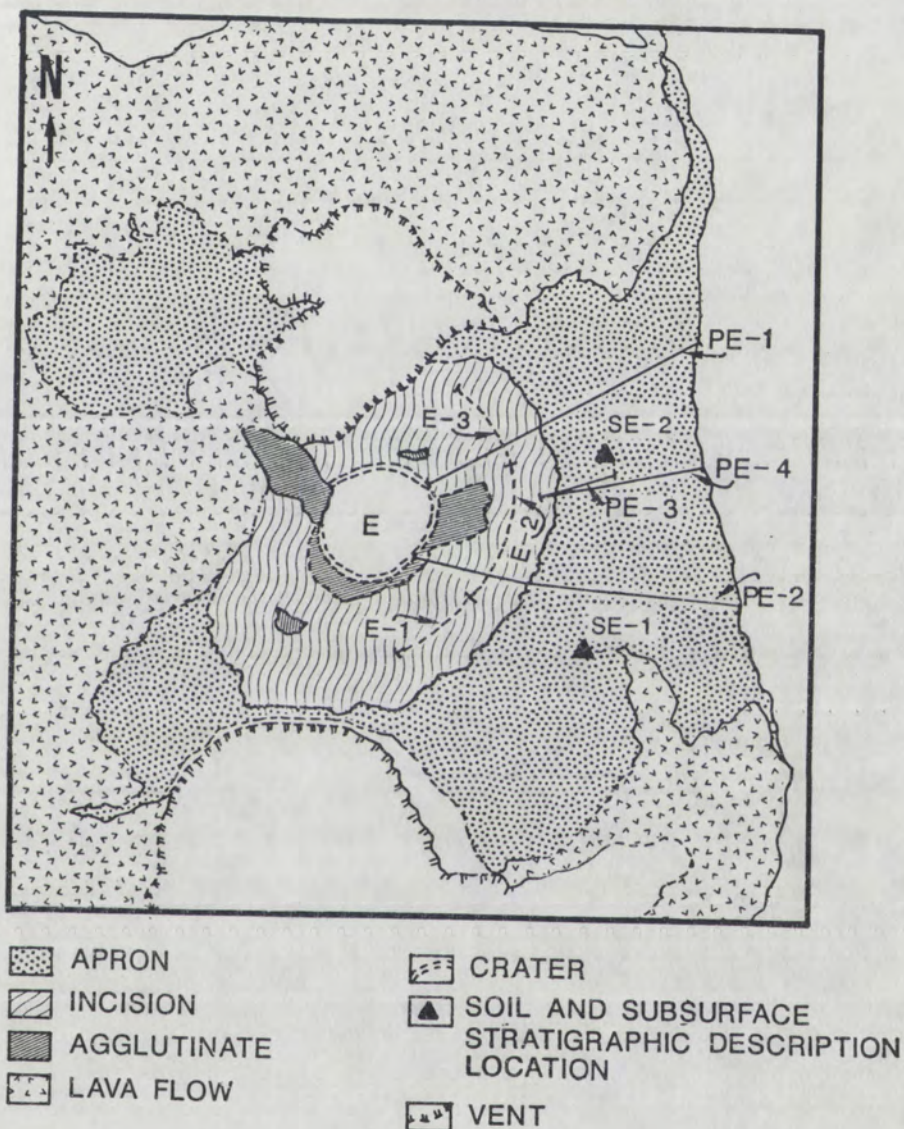 N
PE-1
E-3
SE-2
PE-4
PE-3
E
E-2
PE-2
E-1
SE-1
APRON
INCISION
AGGLUTINATE
LAVA FLOW
CRATER
SOIL AND SUBSURFACE
STRATIGRAPHIC DESCRIPTION
LOCATION
VENT